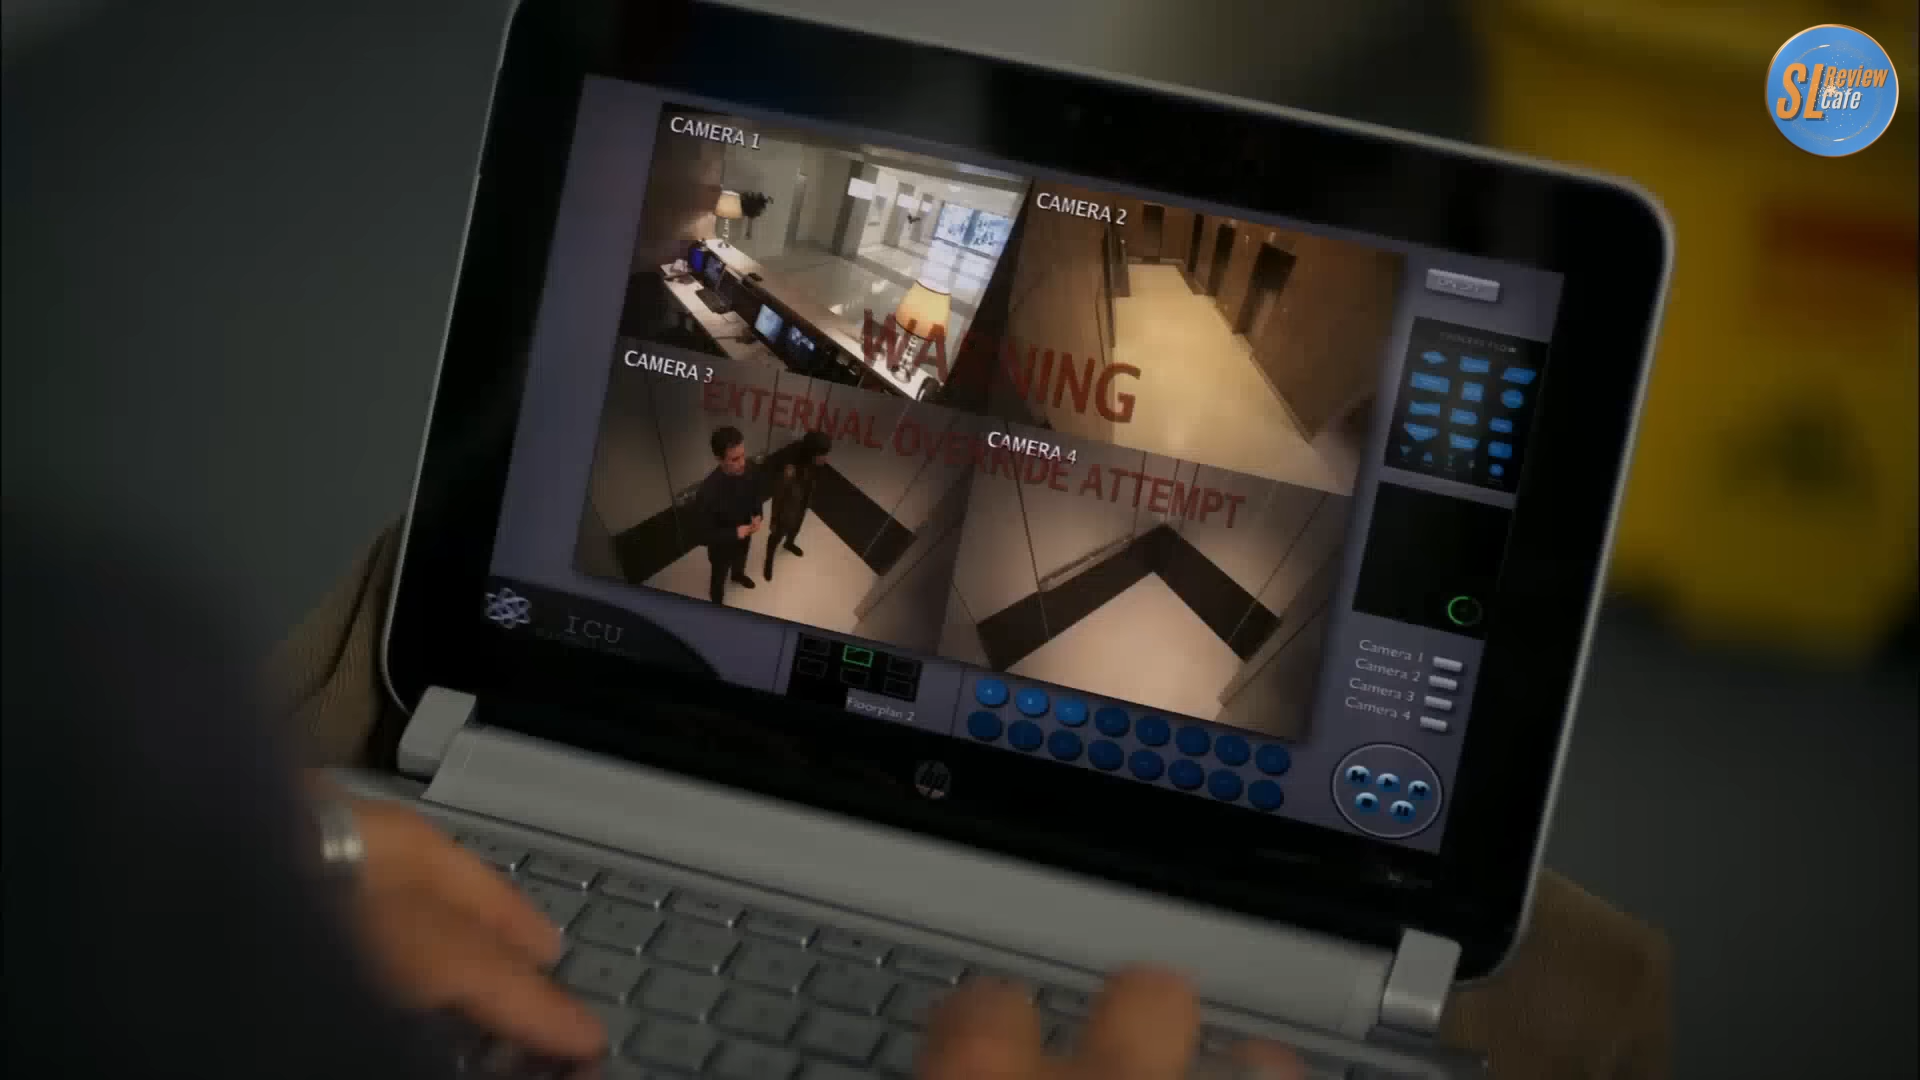 SL Review
Cafe
CAMERA 1
CAMERA 2
WARNING
CAMERA 3
EXTERNAL OVERRIDE ATTEMPT
CAMERA 4
ICU
Floorplan 2
Camera 1
Camera 2
Camera 3
Camera 4
hp